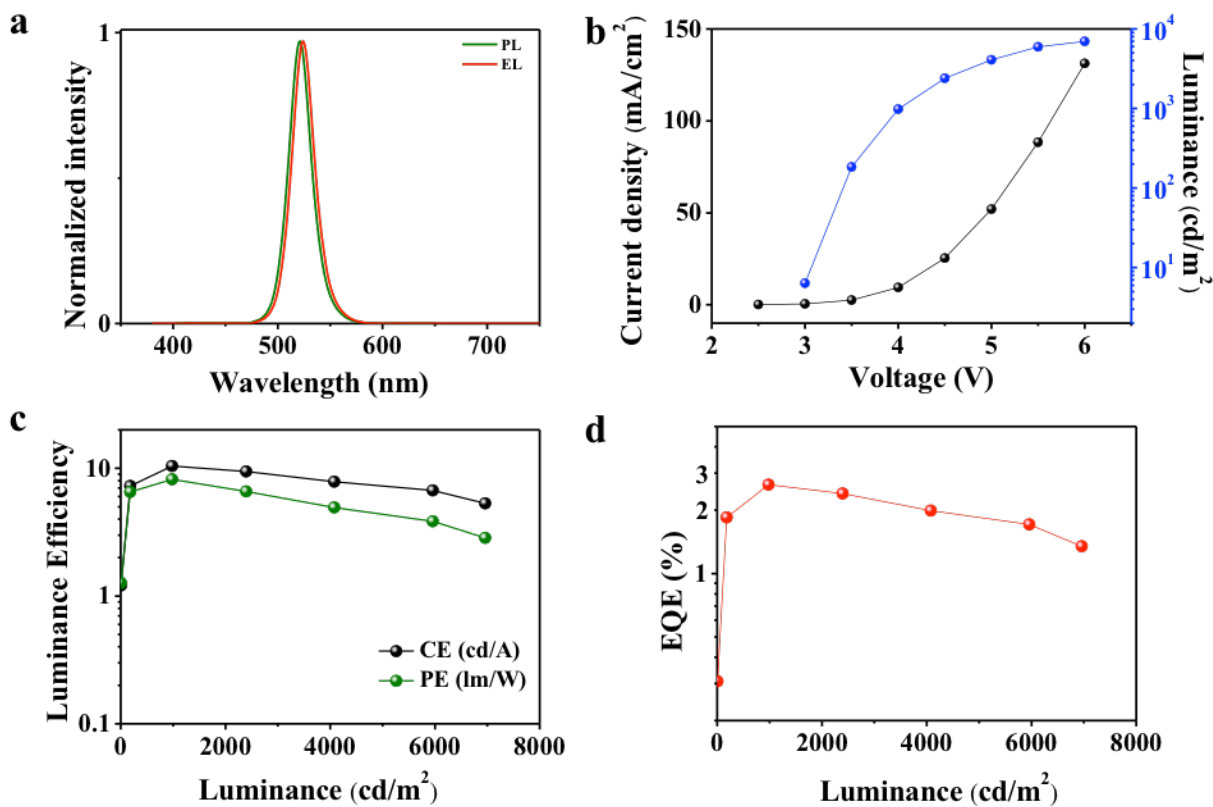 a
1
0
Normalized intensity
PL
EL
400
500
600
700
Wavelength (nm)
b
150
100
50
0
Current density (mA/cm²)
10⁴
10³
10²
10¹
Luminance (cd/m²)
2
3
4
5
6
Voltage (V)
c
10
1
0.1
Luminance Efficiency
CE (cd/A)
PE (lm/W)
0
2000
4000
6000
8000
Luminance (cd/m²)
d
3
2
1
EQE (%)
0
2000
4000
6000
8000
Luminance (cd/m²)